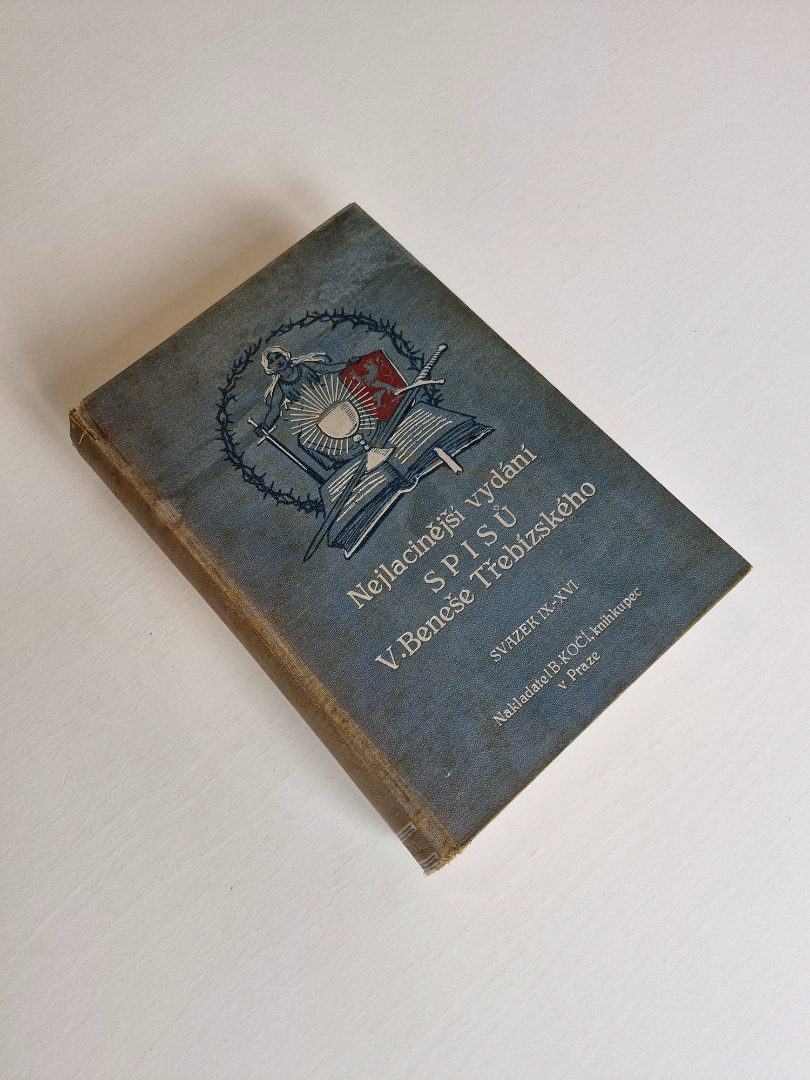 Nejlacinější vydání
SPISŮ
V. Beneše Třebízského
SVAZEK IX.-XVI
Nakladatel B. KOČÍ, knihkupec
v Praze